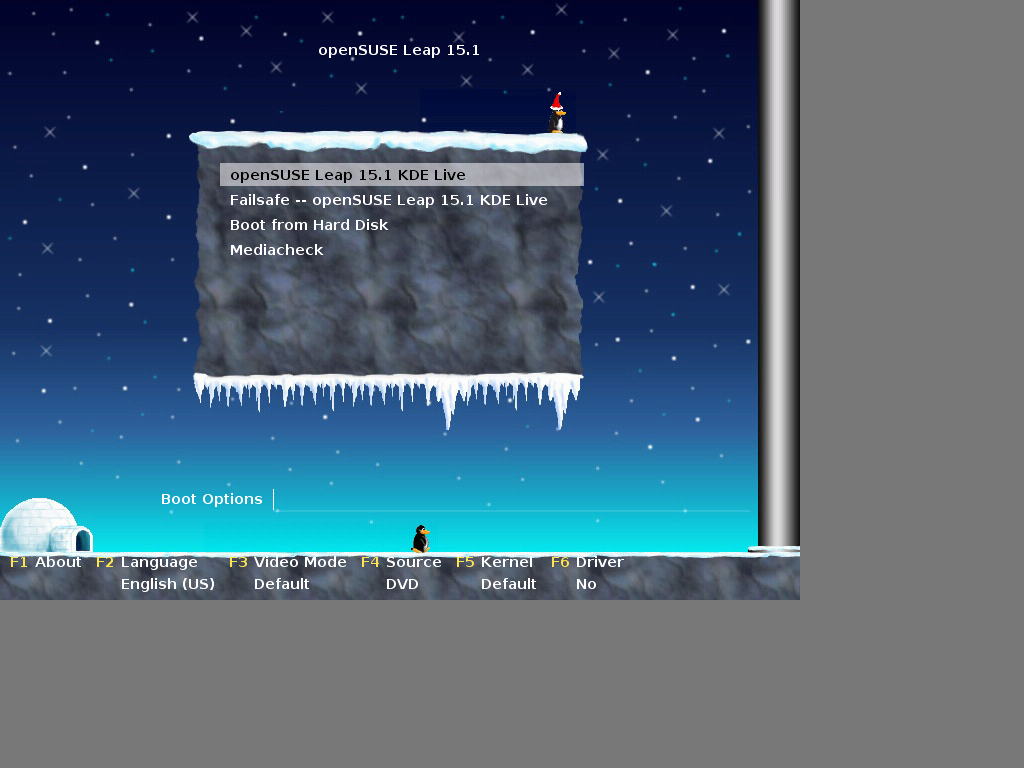 openSUSE Leap 15.1
openSUSE Leap 15.1 KDE Live
Failsafe -- openSUSE Leap 15.1 KDE Live
Boot from Hard Disk
Mediacheck
Boot Options
F1 About F2 Language F3 Video Mode F4 Source F5 Kernel F6 Driver
English (US) Default DVD Default No